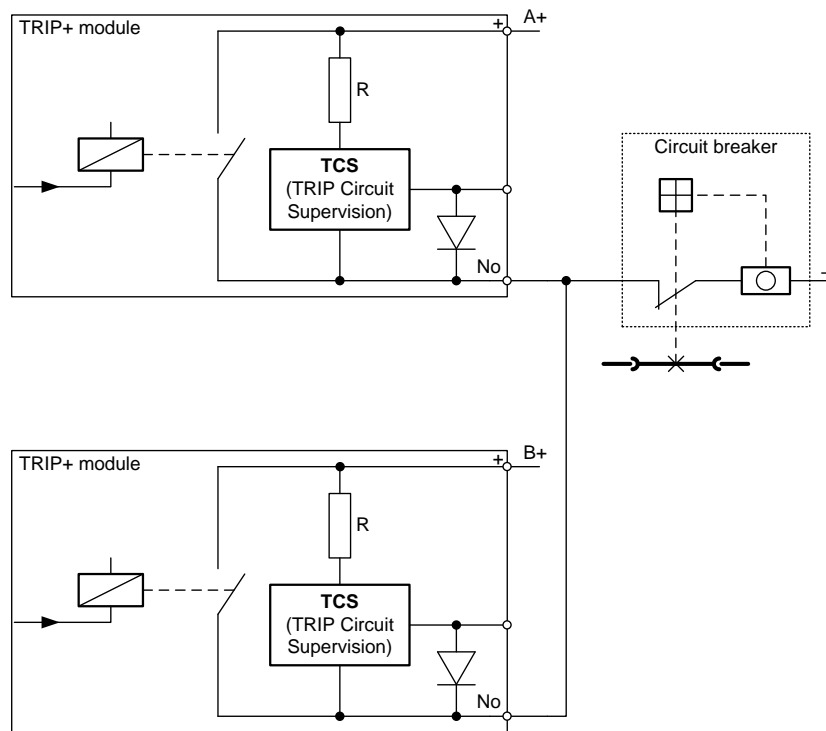 TRIP+ module
+
A+
R
TCS
(TRIP Circuit
Supervision)
No
Circuit breaker
-
TRIP+ module
+
B+
R
TCS
(TRIP Circuit
Supervision)
No